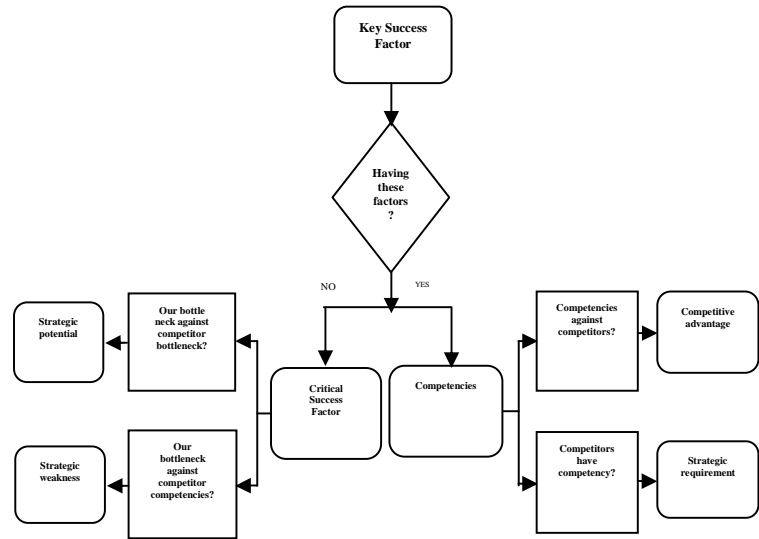 Key Success
Factor
Having
these
factors
?
NO
YES
Strategic
potential
Our bottle
neck against
competitor
bottleneck?
Critical
Success
Factor
Competencies
Competencies
against
competitors?
Competitive
advantage
Strategic
weakness
Our
bottleneck
against
competitor
competencies?
Competitors
have
competency?
Strategic
requirement